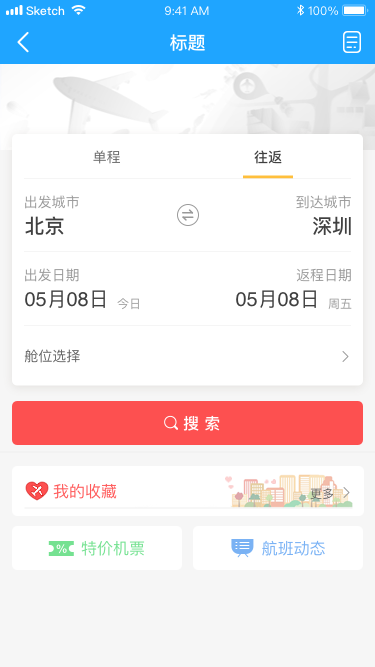 Sketch 9:41 AM 100%
标题
单程 往返
出发城市 到达城市
北京 深圳
出发日期 返程日期
05月08日 今日 05月08日 周五
舱位选择
搜 索
我的收藏 更多
% 特价机票 航班动态